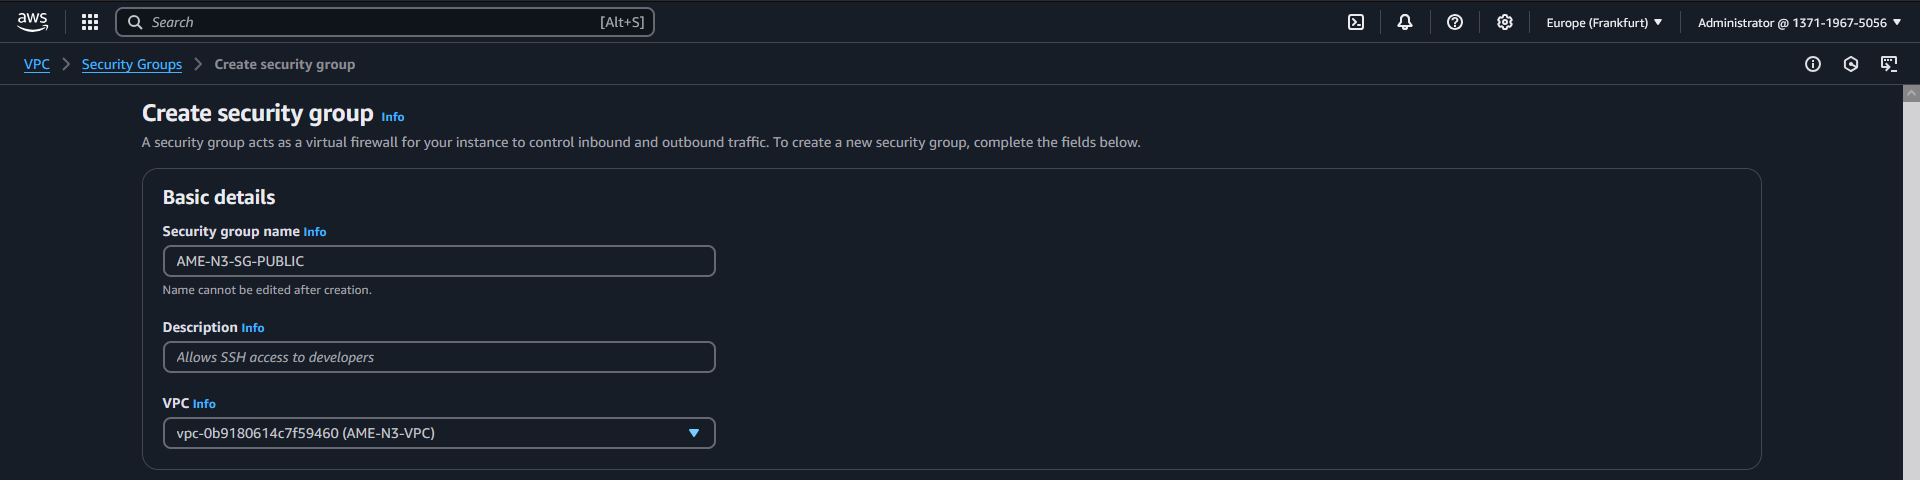 aws
Search [Alt+S]
Europe (Frankfurt) Administrator @ 1371-1967-5056
VPC Security Groups Create security group
Create security group Info
A security group acts as a virtual firewall for your instance to control inbound and outbound traffic. To create a new security group, complete the fields below.
Basic details
Security group name Info
AME-N3-SG-PUBLIC
Name cannot be edited after creation.
Description Info
Allows SSH access to developers
VPC Info
vpc-0b9180614c7f59460 (AME-N3-VPC)